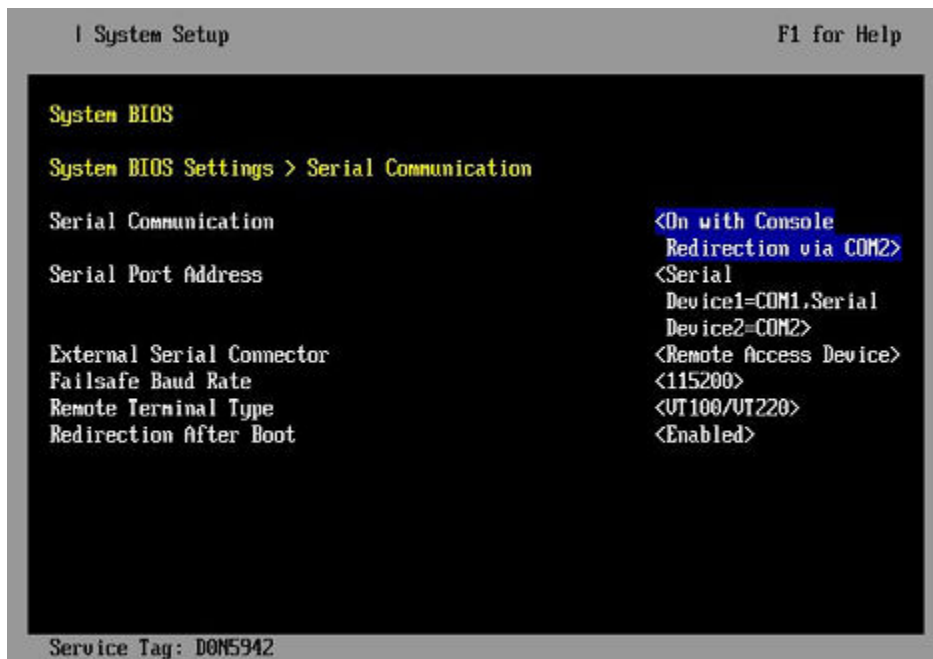 | System Setup F1 for Help
System BIOS
System BIOS Settings > Serial Communication
Serial Communication <On with Console
Redirection via COM2>
Serial Port Address <Serial
Device1=COM1,Serial
Device2=COM2>
External Serial Connector <Remote Access Device>
Failsafe Baud Rate <115200>
Remote Terminal Type <VT100/VT220>
Redirection After Boot <Enabled>
Service Tag: D0N5942